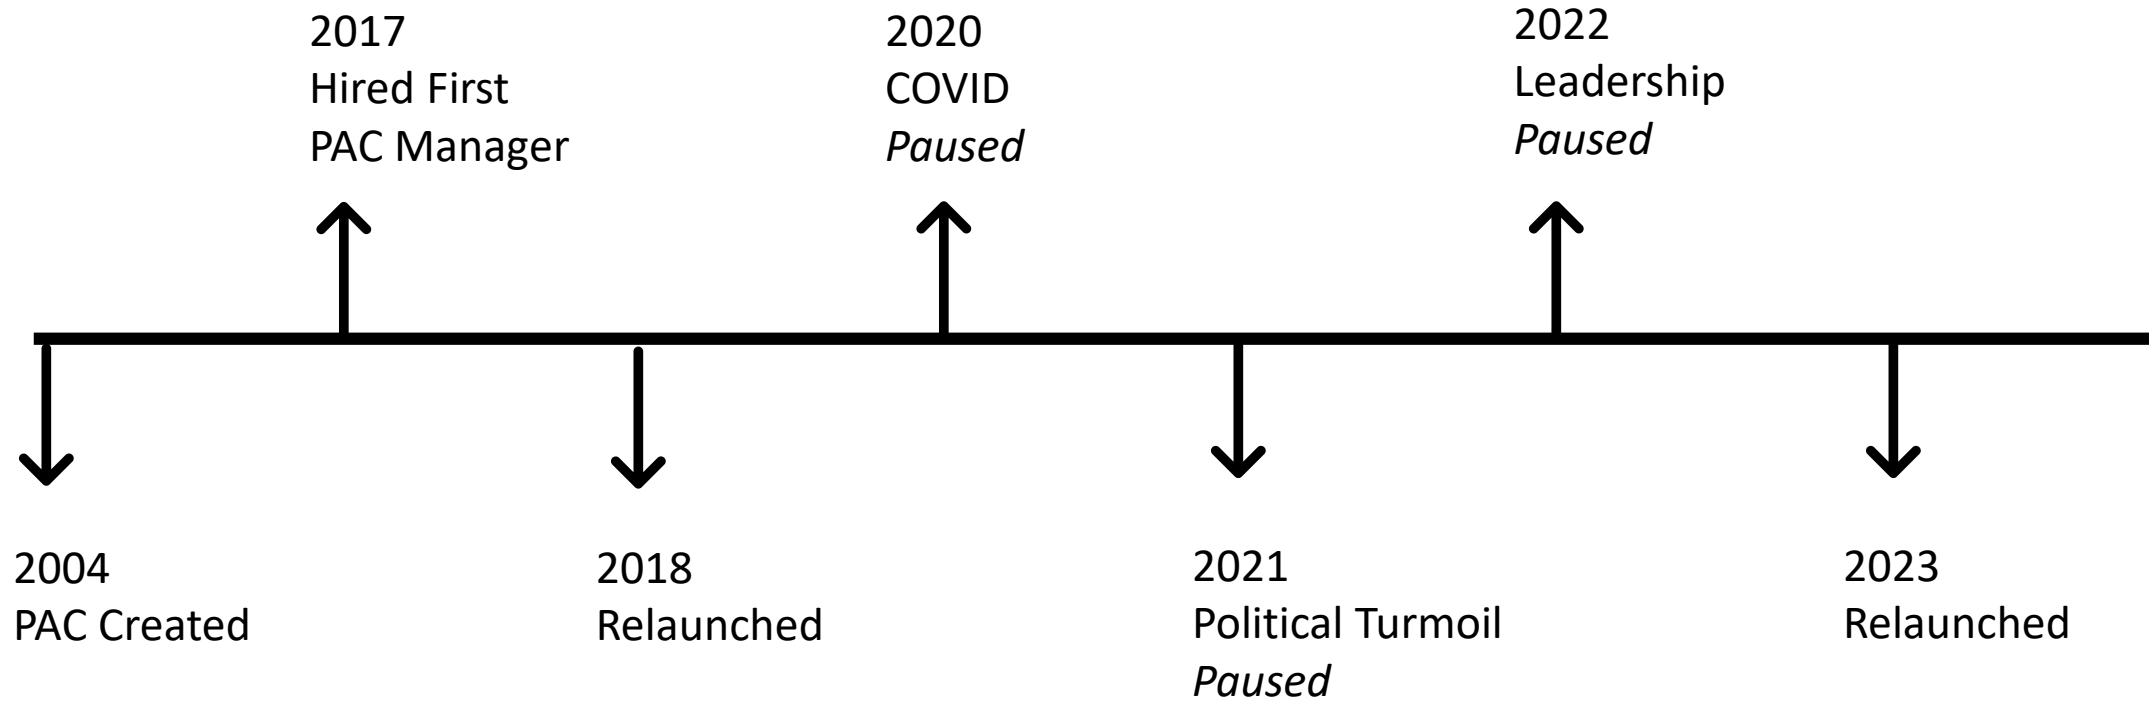 2017
Hired First
PAC Manager
2020
COVID
Paused
2022
Leadership
Paused
2004
PAC Created
2018
Relaunched
2021
Political Turmoil
Paused
2023
Relaunched